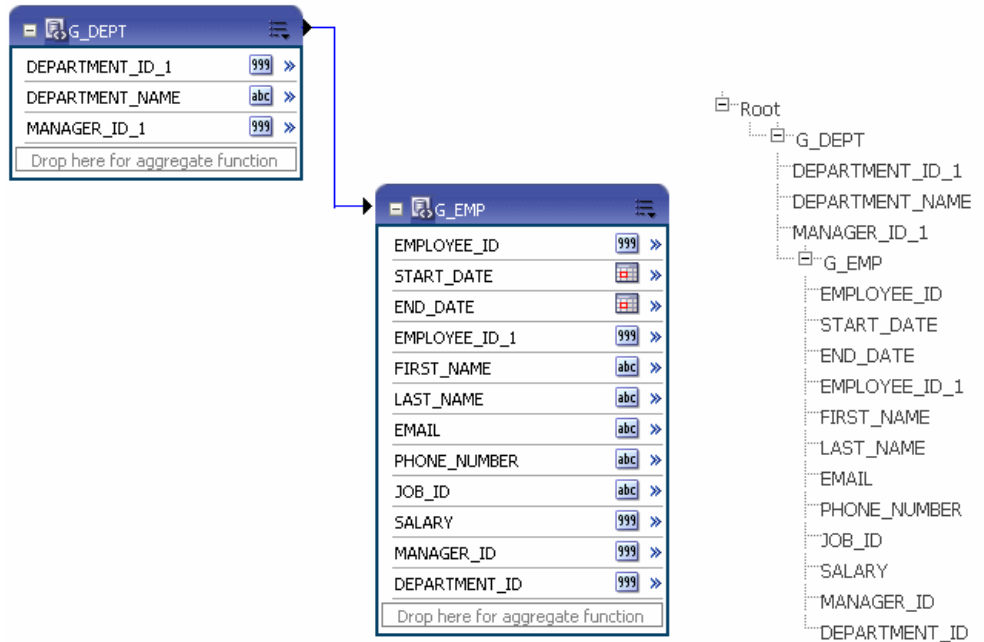 G_DEPT
DEPARTMENT_ID_1 999
DEPARTMENT_NAME abc
MANAGER_ID_1 999
Drop here for aggregate function
G_EMP
EMPLOYEE_ID 999
START_DATE
END_DATE
EMPLOYEE_ID_1 999
FIRST_NAME abc
LAST_NAME abc
EMAIL abc
PHONE_NUMBER abc
JOB_ID abc
SALARY 999
MANAGER_ID 999
DEPARTMENT_ID 999
Drop here for aggregate function
Root
G_DEPT
DEPARTMENT_ID_1
DEPARTMENT_NAME
MANAGER_ID_1
G_EMP
EMPLOYEE_ID
START_DATE
END_DATE
EMPLOYEE_ID_1
FIRST_NAME
LAST_NAME
EMAIL
PHONE_NUMBER
JOB_ID
SALARY
MANAGER_ID
DEPARTMENT_ID